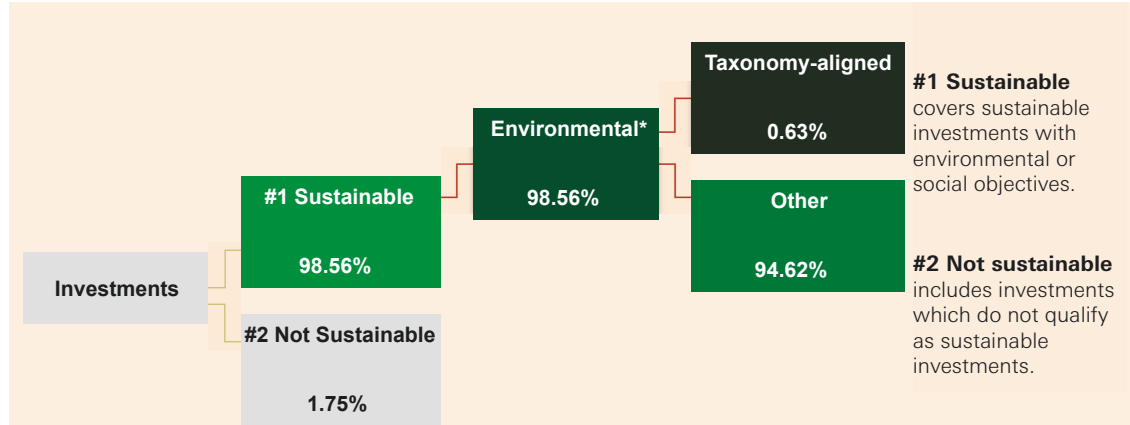 Taxonomy-aligned
0.63%
Environmental*
98.56%
#1 Sustainable
98.56%
Other
94.62%
Investments
#2 Not Sustainable
1.75%
#1 Sustainable
covers sustainable
investments with
environmental or
social objectives.
#2 Not sustainable
includes investments
which do not qualify
as sustainable
investments.